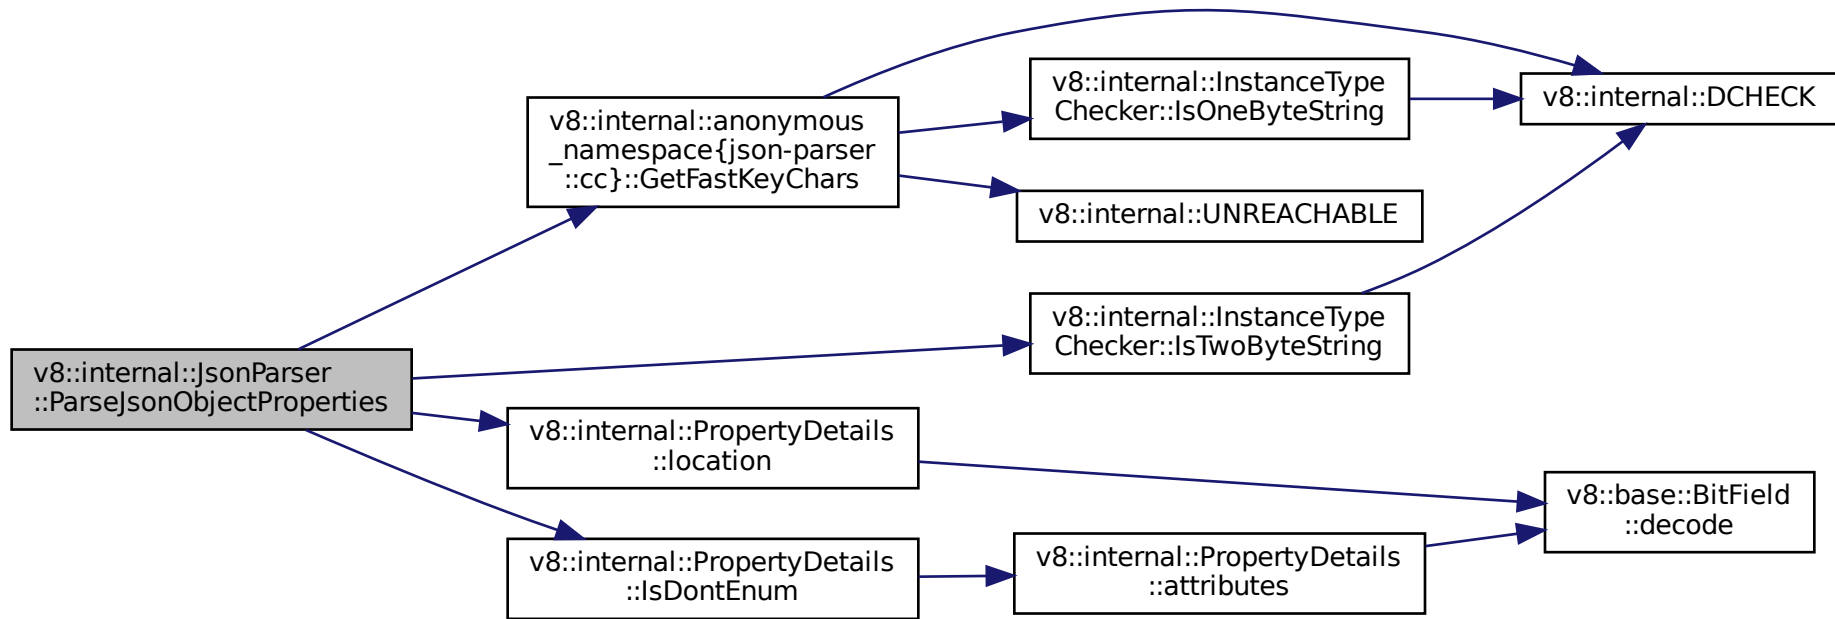 v8::internal::JsonParser
::ParseJsonObjectProperties
v8::internal::anonymous
_namespace{json-parser
::cc}::GetFastKeyChars
v8::internal::InstanceType
Checker::IsOneByteString
v8::internal::DCHECK
v8::internal::UNREACHABLE
v8::internal::InstanceType
Checker::IsTwoByteString
v8::internal::PropertyDetails
::location
v8::base::BitField
::decode
v8::internal::PropertyDetails
::IsDontEnum
v8::internal::PropertyDetails
::attributes